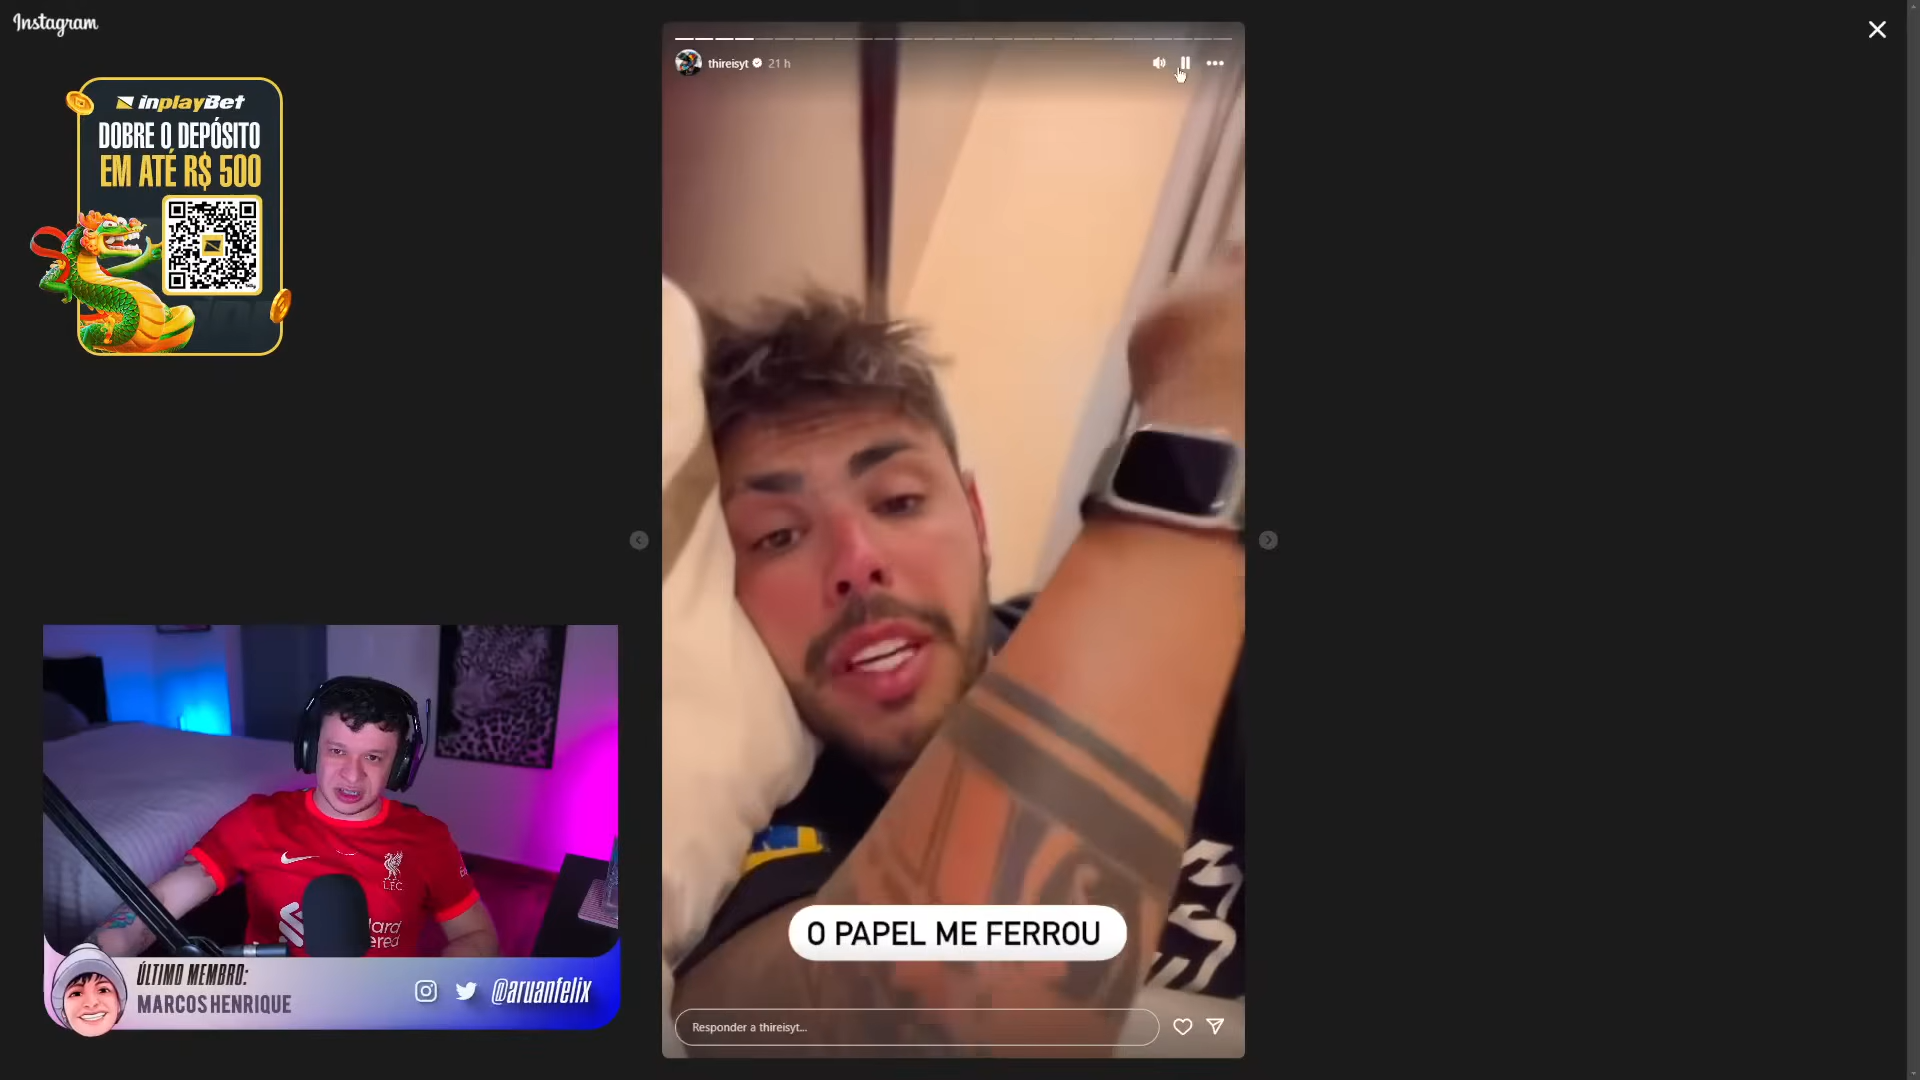 Instagram
thireisyt 21 h
inplayBet
DOBRE O DEPÓSITO
EM ATÉ R$ 500
O PAPEL ME FERROU
L.F.C.
ÚLTIMO MEMBRO:
MARCOS HENRIQUE
@aruanfelix
Responder a thireisyt...